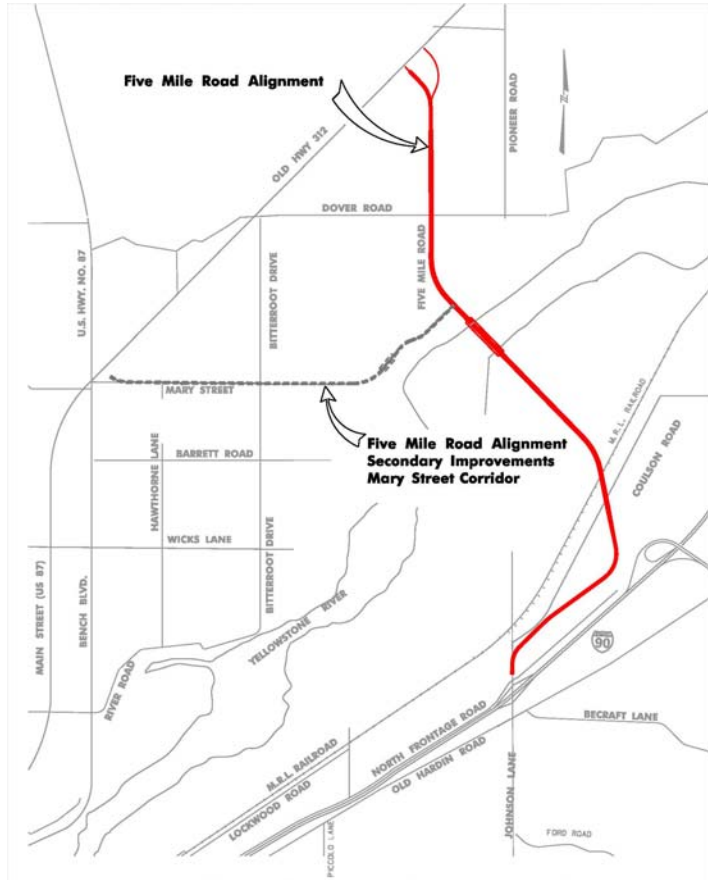 Five Mile Road Alignment
OLD HWY 312
PIONEER ROAD
N
DOVER ROAD
U.S. HWY. NO. 87
BITTERROOT DRIVE
FIVE MILE ROAD
MARY STREET
M.R.L. RAILROAD
COULSON ROAD
Five Mile Road Alignment
Secondary Improvements
Mary Street Corridor
HAWTHORNE LANE
BARRETT ROAD
WICKS LANE
BITTERROOT DRIVE
MAIN STREET (US 87)
BENCH BLVD.
YELLOWSTONE RIVER
RIVER ROAD
90
BECRAFT LANE
NORTH FRONTAGE ROAD
OLD HARDIN ROAD
M.R.L. RAILROAD
LOCKWOOD ROAD
JOHNSON LANE
FORD ROAD
PICCOLO LANE